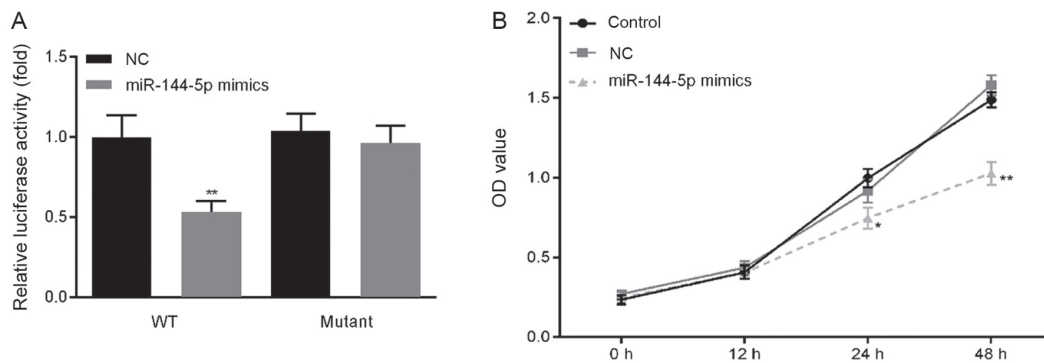 A
Relative luciferase activity (fold)
NC
miR-144-5p mimics
1.5
1.0
0.5
0.0
**
WT
Mutant
B
OD value
Control
NC
miR-144-5p mimics
2.0
1.5
1.0
0.5
0.0
*
**
0 h
12 h
24 h
48 h